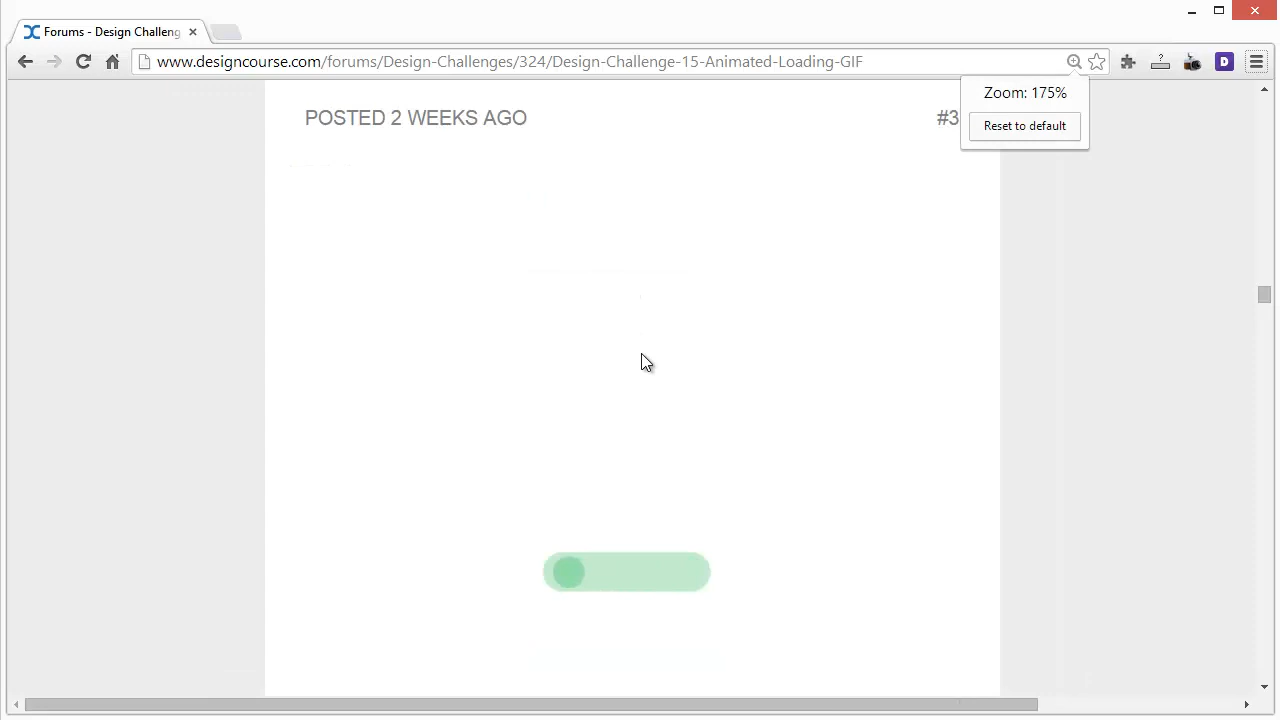 Forums - Design Challeng
www.designcourse.com/forums/Design-Challenges/324/Design-Challenge-15-Animated-Loading-GIF
D
Zoom: 175%
Reset to default
POSTED 2 WEEKS AGO
#3